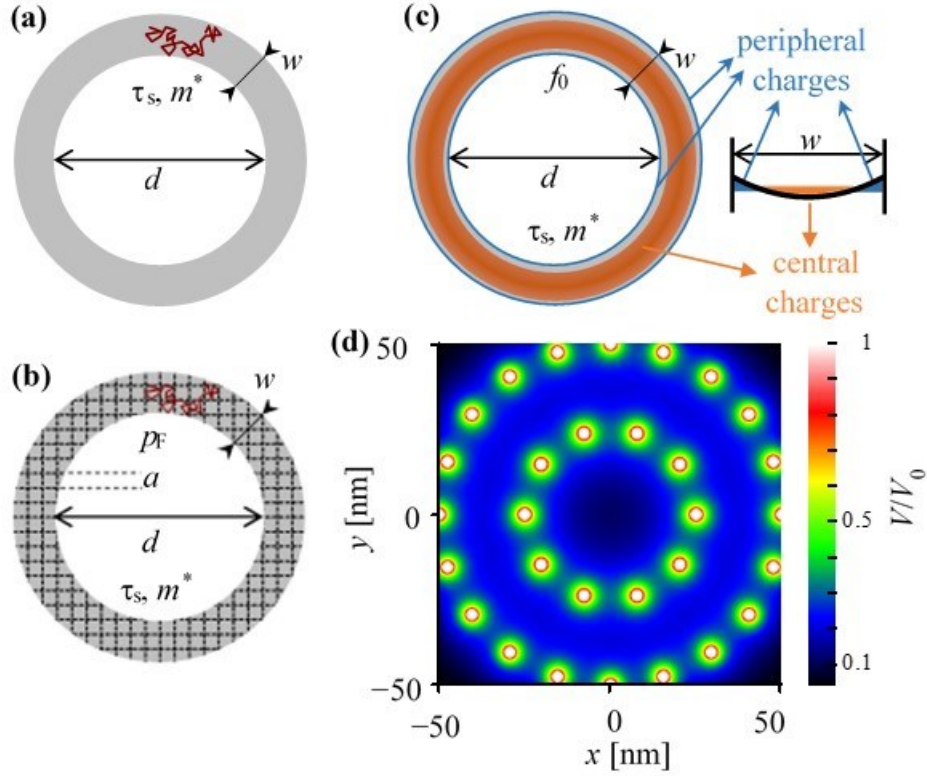 (a)
w
τs, m*
d
(b)
w
pF
a
d
τs, m*
(c)
w
f0
d
τs, m*
peripheral
charges
w
central
charges
(d)
50
0
−50
y [nm]
−50
0
50
x [nm]
1
0.5
0.1
V/V0